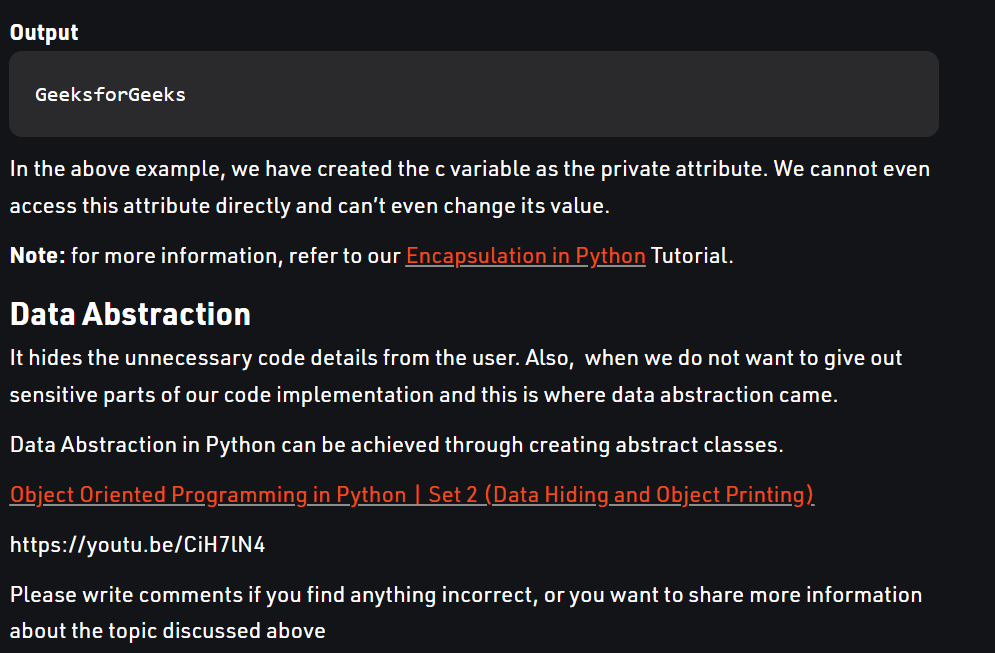 Output
GeeksforGeeks
In the above example, we have created the c variable as the private attribute. We cannot even
access this attribute directly and can’t even change its value.
Note: for more information, refer to our Encapsulation in Python Tutorial.
Data Abstraction
It hides the unnecessary code details from the user. Also,  when we do not want to give out
sensitive parts of our code implementation and this is where data abstraction came.
Data Abstraction in Python can be achieved through creating abstract classes.
Object Oriented Programming in Python | Set 2 (Data Hiding and Object Printing)
https://youtu.be/CiH7lN4
Please write comments if you find anything incorrect, or you want to share more information
about the topic discussed above